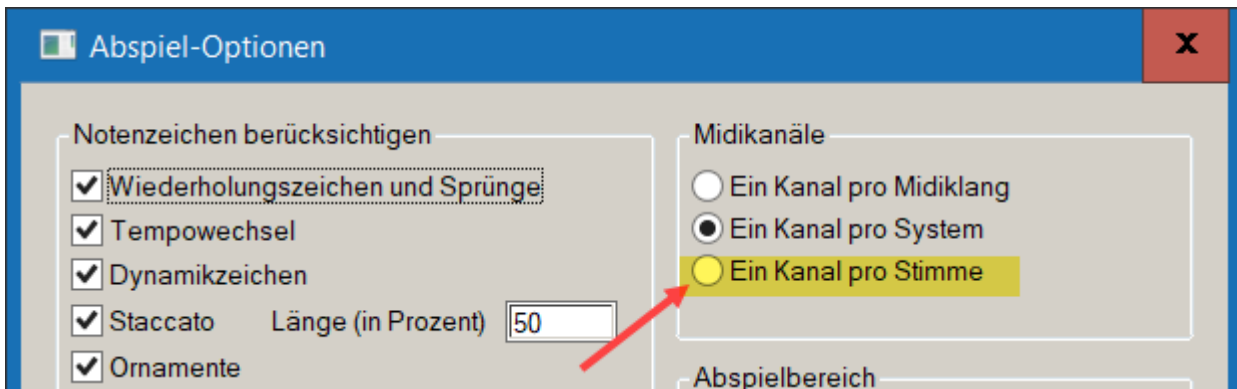 Abspiel-Optionen
x
Notenzeichen berücksichtigen
Wiederholungszeichen und Sprünge
Tempowechsel
Dynamikzeichen
Staccato Länge (in Prozent) 50
Ornamente
Midikanäle
Ein Kanal pro Midiklang
Ein Kanal pro System
Ein Kanal pro Stimme
Abspielbereich